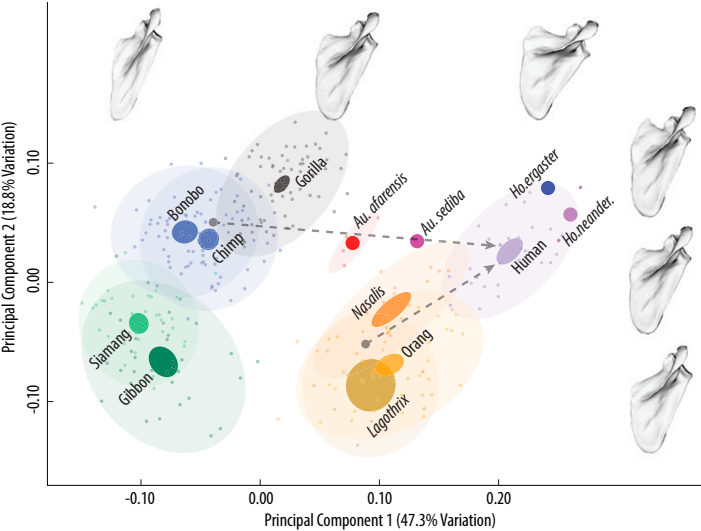 Principal Component 2 (18.8% Variation)
0.10
0.00
-0.10
Gorilla
Bonobo
Chimp
Au. afarensis
Au. sediba
Ho.ergaster
Ho.neander.
Human
Nasalis
Orang
Lagothrix
Siamang
Gibbon
-0.10
0.00
0.10
0.20
Principal Component 1 (47.3% Variation)